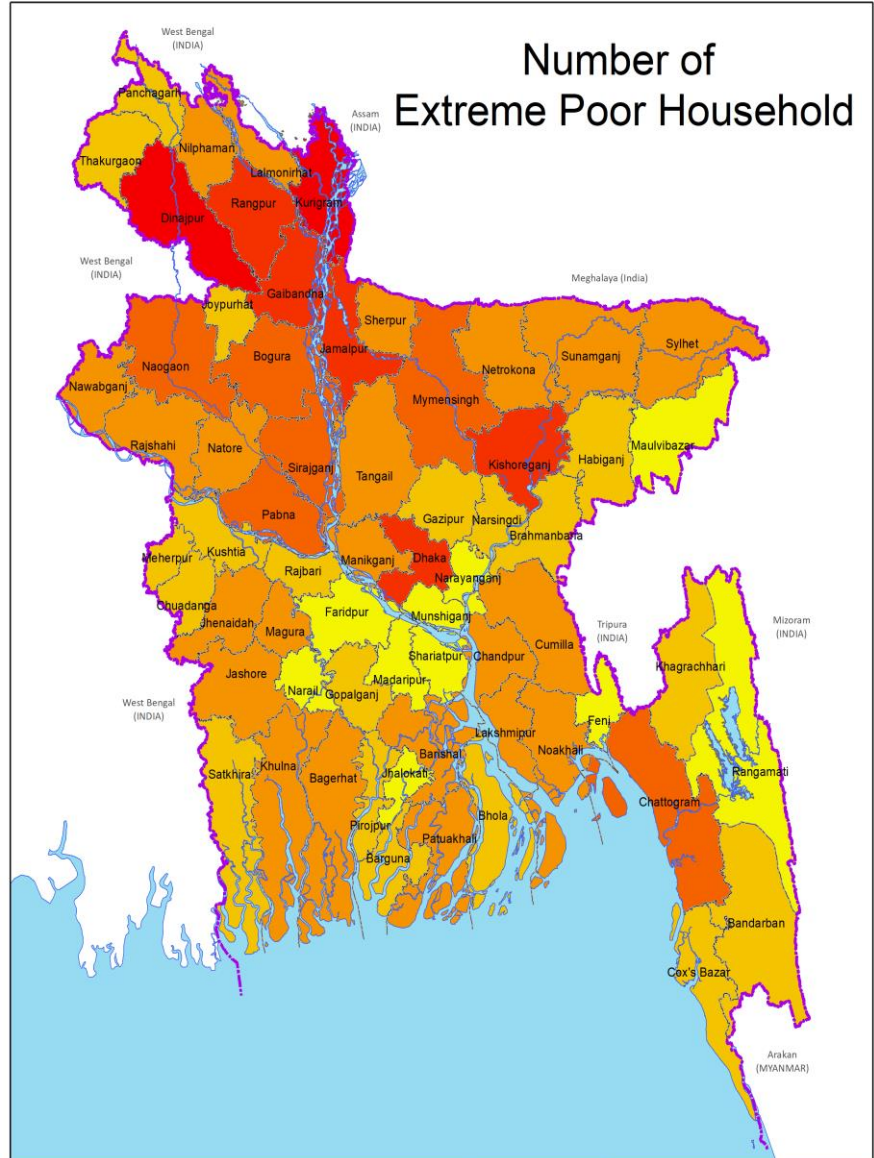 Number of
Extreme Poor Household
West Bengal
(INDIA)
Panchagarh
Assam
(INDIA)
Nilphamari
Thakurgaon
Lalmonirhat
Rangpur
Kurigram
Dinajpur
West Bengal
(INDIA)
Meghalaya (India)
Gaibandha
Joypurhat
Sherpur
Sylhet
Jamalpur
Bogura
Sunamganj
Naogaon
Netrokona
Nawabganj
Mymensingh
Maulvibazar
Rajshahi
Natore
Habiganj
Kishoreganj
Sirajganj
Tangail
Pabna
Gazipur
Narsingdi
Brahmanbaria
Kushtia
Meherpur
Manikganj
Dhaka
Rajbari
Narayanganj
Chuadanga
Faridpur
Munshiganj
Jhenaidah
Magura
Tripura
(INDIA)
Mizoram
(INDIA)
Cumilla
Shariatpur
Chandpur
Khagrachhari
Jashore
Madaripur
Narail
Gopalganj
West Bengal
(INDIA)
Feni
Lakshmipur
Noakhali
Barishal
Khulna
Satkhira
Bagerhat
Jhalokati
Rangamati
Chattogram
Bhola
Pirojpur
Patuakhali
Barguna
Bandarban
Cox's Bazar
Arakan
(MYANMAR)